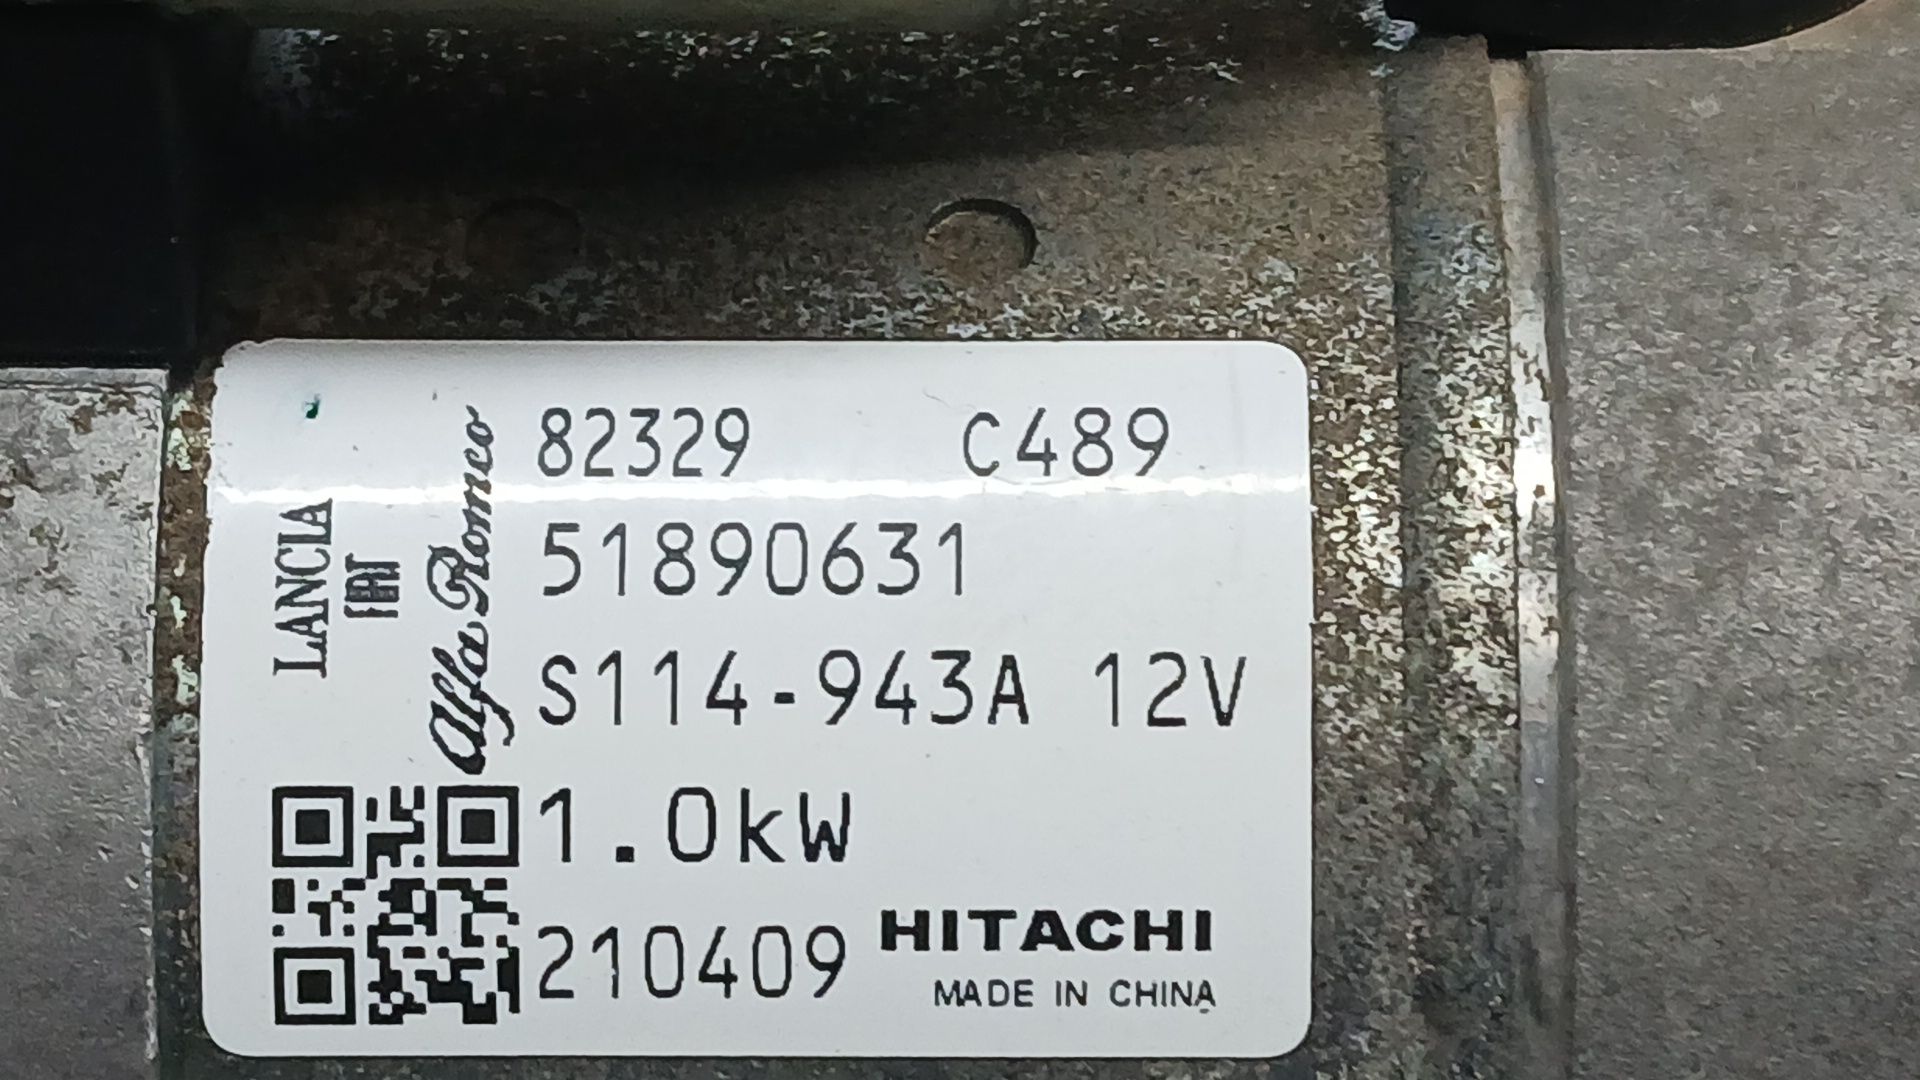 LANCIA
FIAT
Alfa Romeo
82329 C489
51890631
S114-943A 12V
1.0kW
210409 HITACHI
MADE IN CHINA